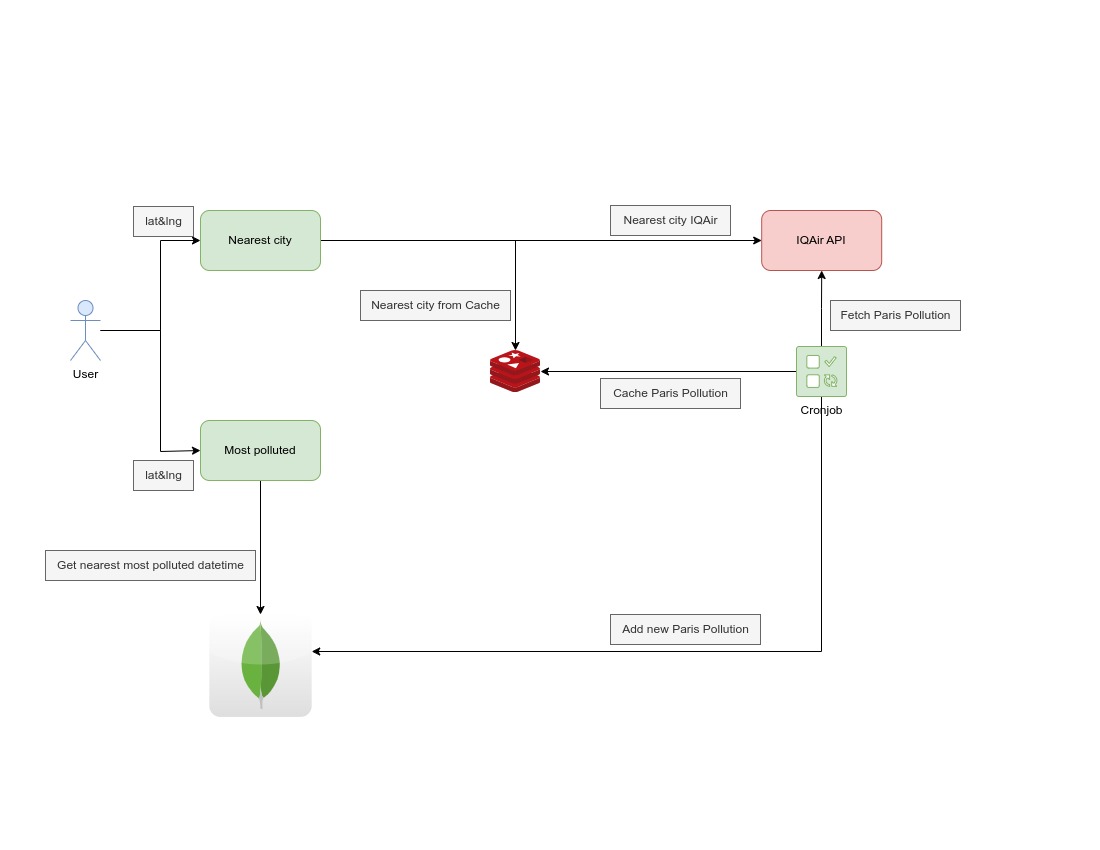 lat&lng
Nearest city
Nearest city IQAir
IQAir API
Nearest city from Cache
Fetch Paris Pollution
User
Cache Paris Pollution
Cronjob
Most polluted
lat&lng
Get nearest most polluted datetime
Add new Paris Pollution